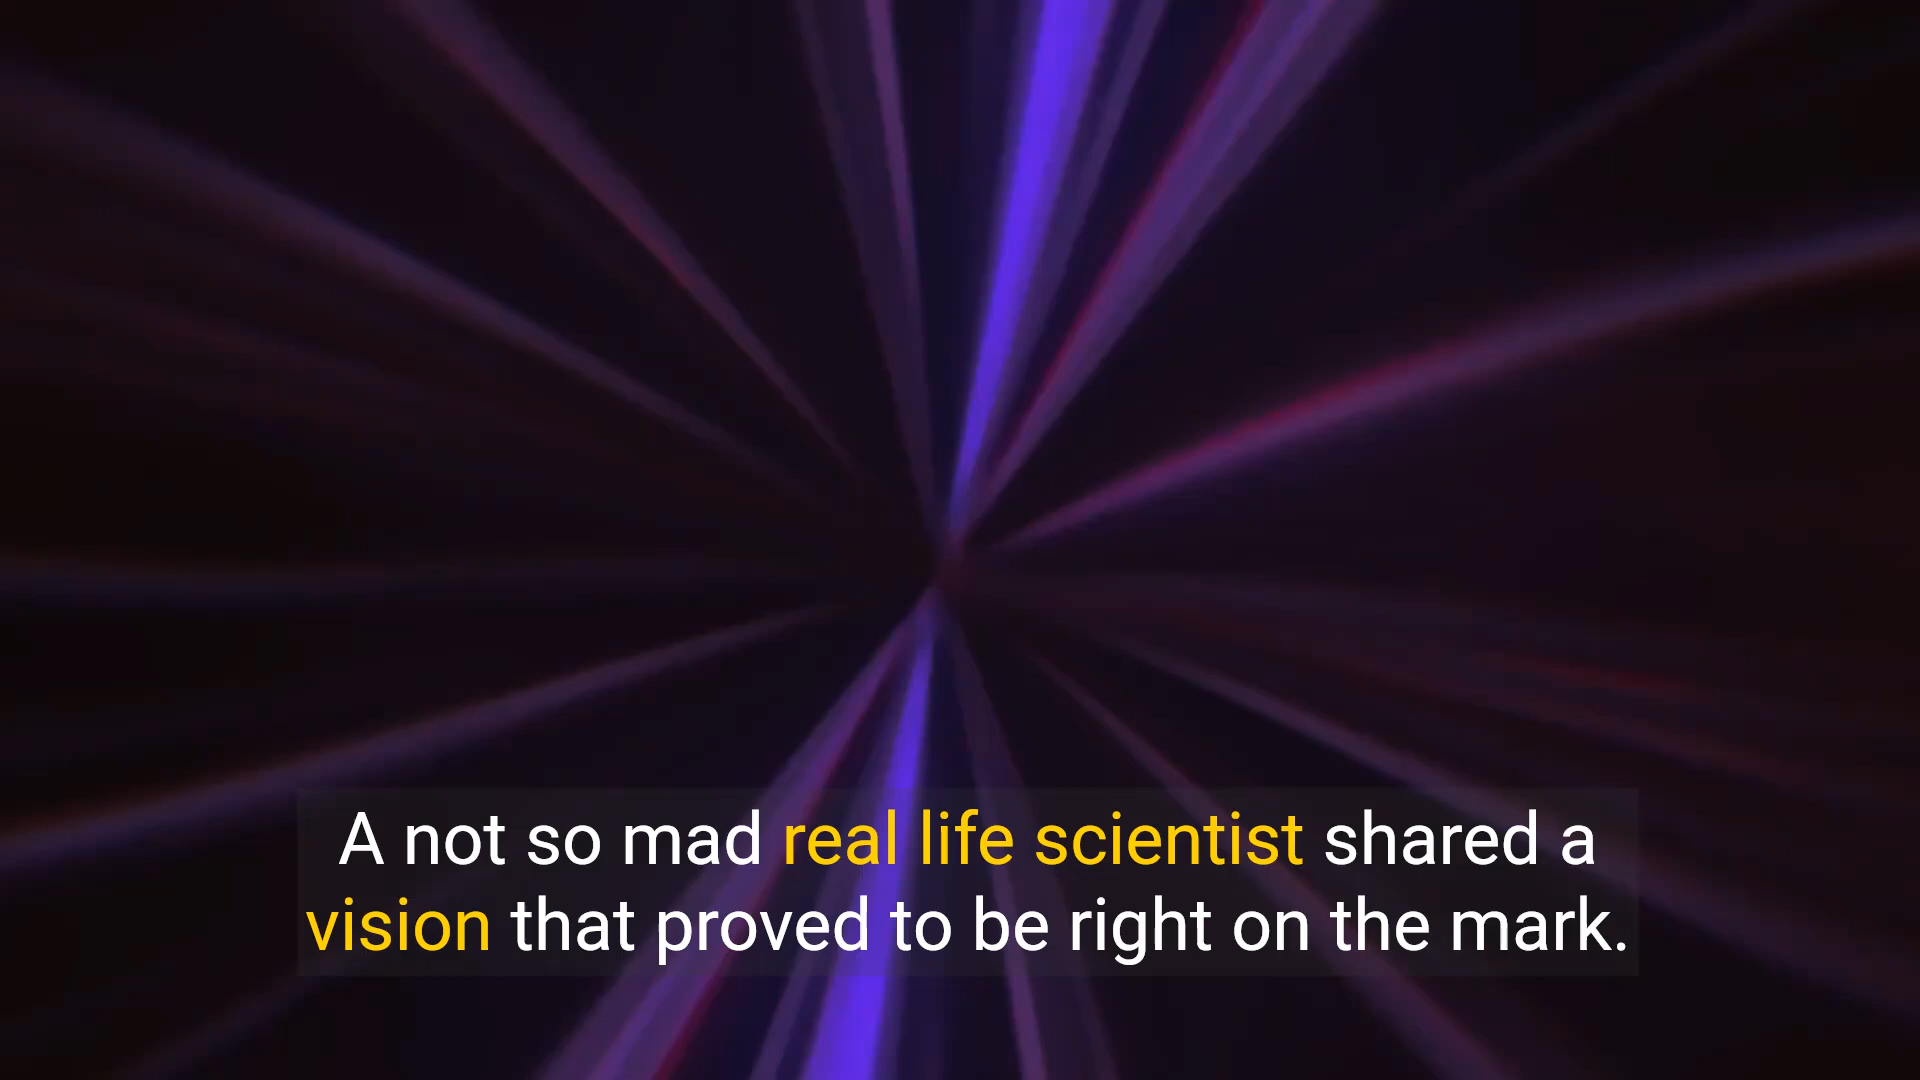 A not so mad real life scientist shared a
vision that proved to be right on the mark.